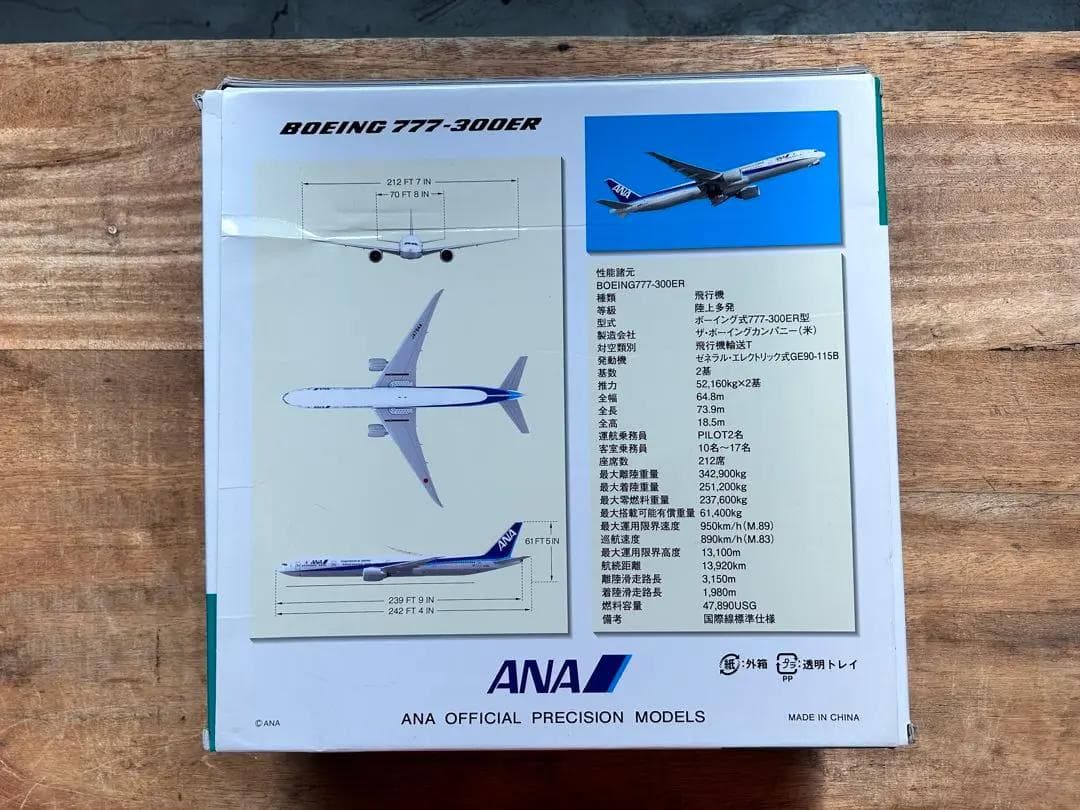 BOEING 777-300ER
212 FT 7 IN
70 FT 8 IN
ANA
61 FT 5 IN
239 FT 9 IN
242 FT 4 IN
ANA
ANA
性能諸元
BOEING777-300ER
種類 飛行機
等級 陸上多発
型式 ボーイング式777-300ER型
製造会社 ザ・ボーイングカンパニー(米)
対空類別 飛行機輸送T
発動機 ゼネラル・エレクトリック式GE90-115B
基数 2基
推力 52,160kg×2基
全幅 64.8m
全長 73.9m
全高 18.5m
運航乗務員 PILOT2名
客室乗務員 10名〜17名
座席数 212席
最大離陸重量 342,900kg
最大着陸重量 251,200kg
最大零燃料重量 237,600kg
最大搭載可能有償重量 61,400kg
最大運用限界速度 950km/h(M.89)
巡航速度 890km/h(M.83)
最大運用限界高度 13,100m
航続距離 13,920km
離陸滑走路長 3,150m
着陸滑走路長 1,980m
燃料容量 47,890USG
備考 国際線標準仕様
ANA
紙:外箱 プラ:透明トレイ
PP
©ANA
ANA OFFICIAL PRECISION MODELS
MADE IN CHINA